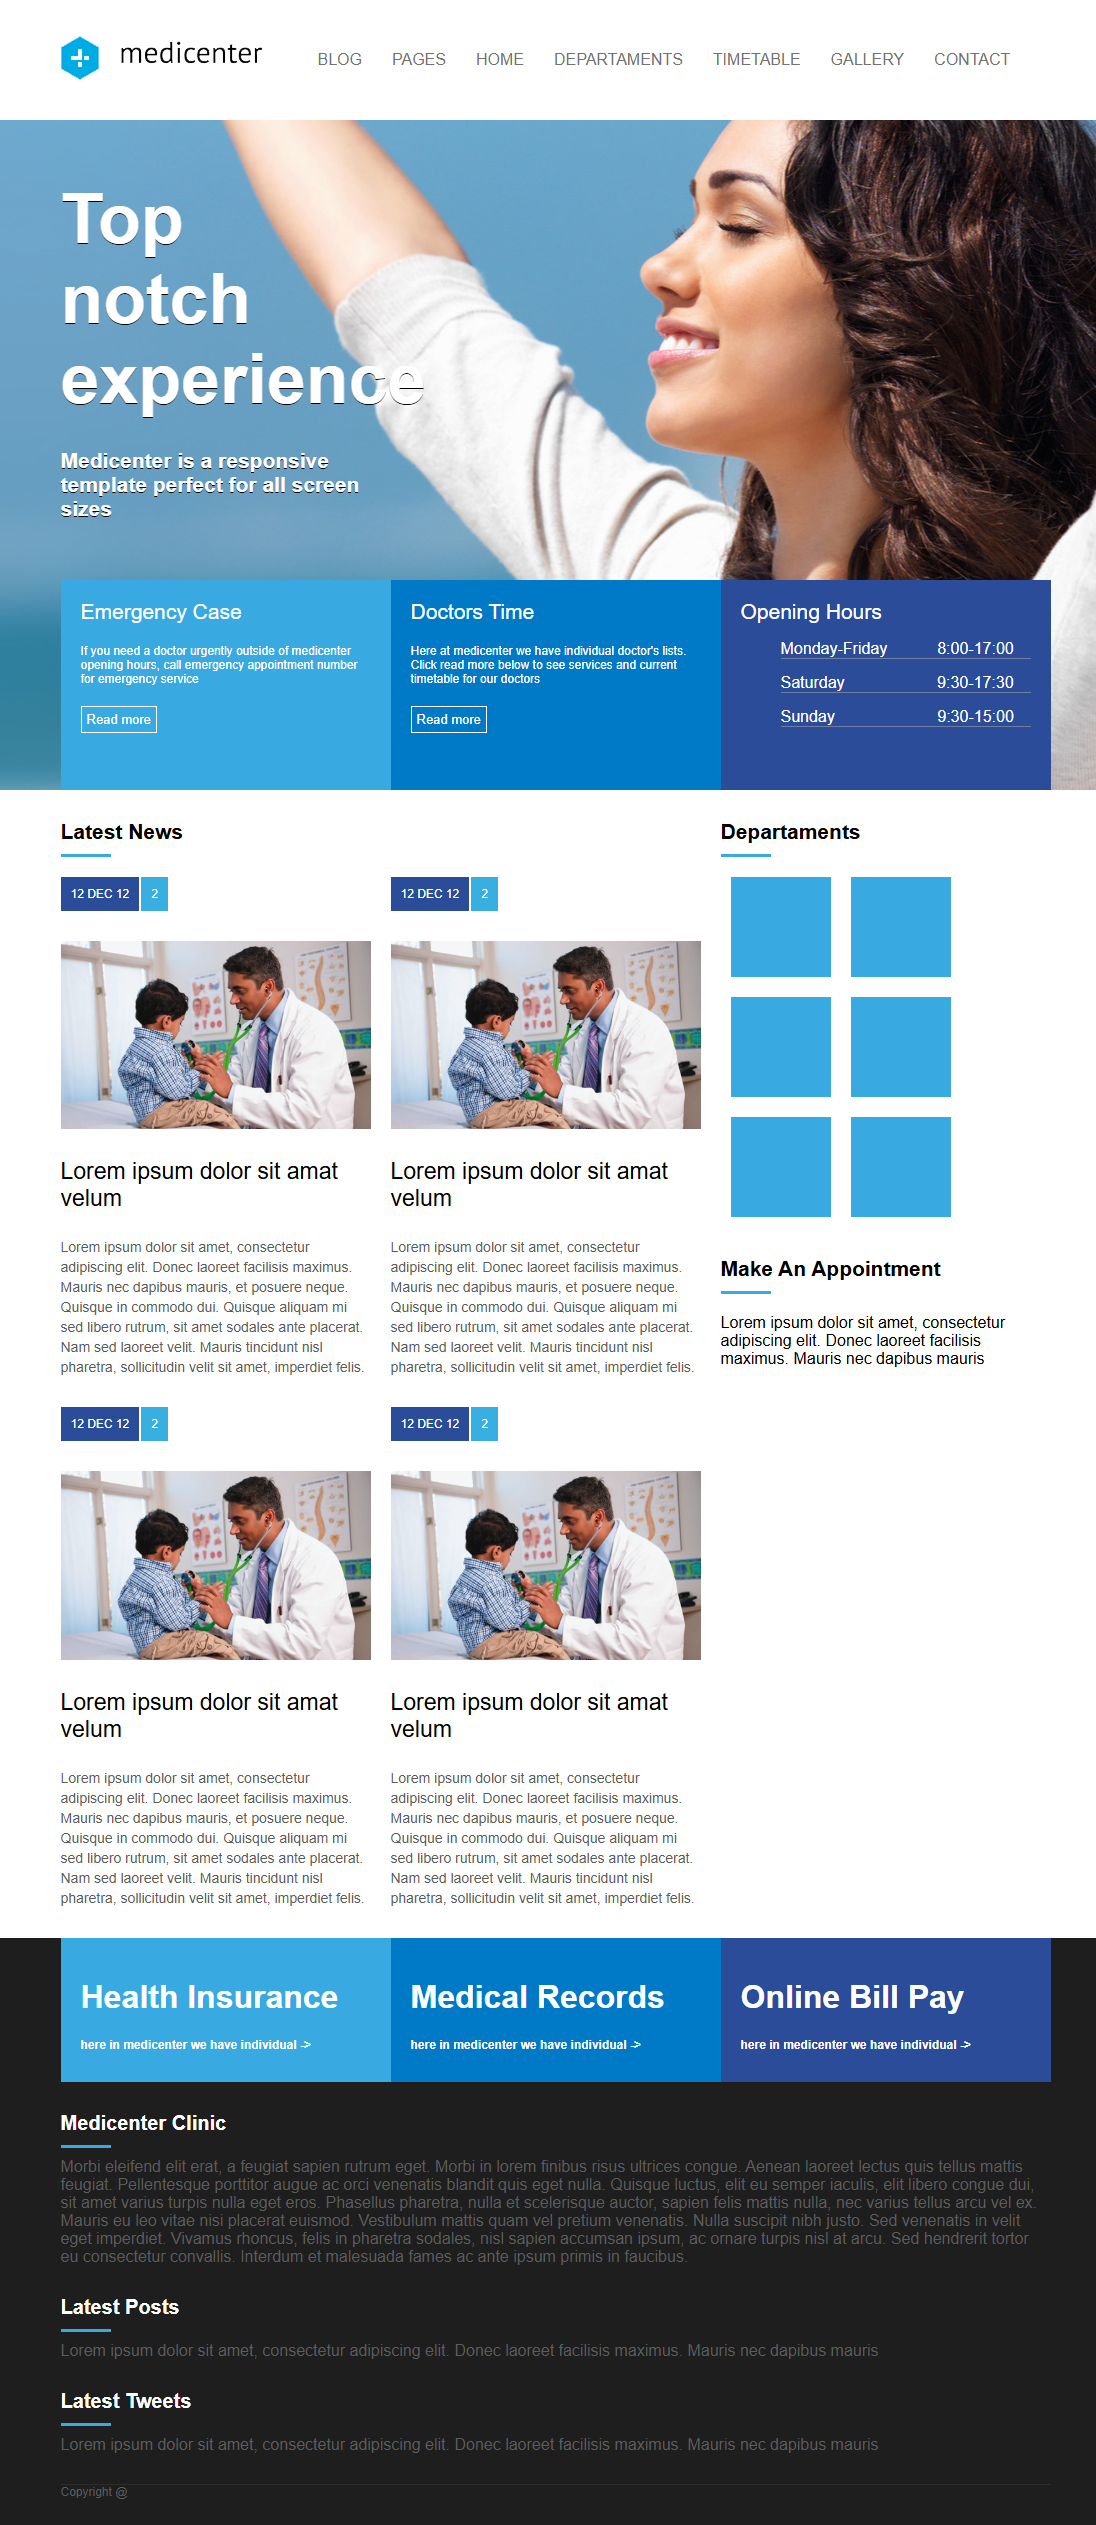 medicenter
BLOG PAGES HOME DEPARTAMENTS TIMETABLE GALLERY CONTACT
Top
notch
experience
Medicenter is a responsive
template perfect for all screen
sizes
Emergency Case
If you need a doctor urgently outside of medicenter
opening hours, call emergency appointment number
for emergency service
Read more
Doctors Time
Here at medicenter we have individual doctor's lists.
Click read more below to see services and current
timetable for our doctors
Read more
Opening Hours
Monday-Friday 8:00-17:00
Saturday 9:30-17:30
Sunday 9:30-15:00
Latest News
12 DEC 12 2
Lorem ipsum dolor sit amat
velum
Lorem ipsum dolor sit amet, consectetur
adipiscing elit. Donec laoreet facilisis maximus.
Mauris nec dapibus mauris, et posuere neque.
Quisque in commodo dui. Quisque aliquam mi
sed libero rutrum, sit amet sodales ante placerat.
Nam sed laoreet velit. Mauris tincidunt nisl
pharetra, sollicitudin velit sit amet, imperdiet felis.
12 DEC 12 2
Lorem ipsum dolor sit amat
velum
Lorem ipsum dolor sit amet, consectetur
adipiscing elit. Donec laoreet facilisis maximus.
Mauris nec dapibus mauris, et posuere neque.
Quisque in commodo dui. Quisque aliquam mi
sed libero rutrum, sit amet sodales ante placerat.
Nam sed laoreet velit. Mauris tincidunt nisl
pharetra, sollicitudin velit sit amet, imperdiet felis.
12 DEC 12 2
Lorem ipsum dolor sit amat
velum
Lorem ipsum dolor sit amet, consectetur
adipiscing elit. Donec laoreet facilisis maximus.
Mauris nec dapibus mauris, et posuere neque.
Quisque in commodo dui. Quisque aliquam mi
sed libero rutrum, sit amet sodales ante placerat.
Nam sed laoreet velit. Mauris tincidunt nisl
pharetra, sollicitudin velit sit amet, imperdiet felis.
12 DEC 12 2
Lorem ipsum dolor sit amat
velum
Lorem ipsum dolor sit amet, consectetur
adipiscing elit. Donec laoreet facilisis maximus.
Mauris nec dapibus mauris, et posuere neque.
Quisque in commodo dui. Quisque aliquam mi
sed libero rutrum, sit amet sodales ante placerat.
Nam sed laoreet velit. Mauris tincidunt nisl
pharetra, sollicitudin velit sit amet, imperdiet felis.
Departaments
Make An Appointment
Lorem ipsum dolor sit amet, consectetur
adipiscing elit. Donec laoreet facilisis
maximus. Mauris nec dapibus mauris
Health Insurance
here in medicenter we have individual ->
Medical Records
here in medicenter we have individual ->
Online Bill Pay
here in medicenter we have individual ->
Medicenter Clinic
Morbi eleifend elit erat, a feugiat sapien rutrum eget. Morbi in lorem finibus risus ultrices congue. Aenean laoreet lectus quis tellus mattis
feugiat. Pellentesque porttitor augue ac orci venenatis blandit quis eget nulla. Quisque luctus, elit eu semper iaculis, elit libero congue dui,
sit amet varius turpis nulla eget eros. Phasellus pharetra, nulla et scelerisque auctor, sapien felis mattis nulla, nec varius tellus arcu vel ex.
Mauris eu leo vitae nisi placerat euismod. Vestibulum mattis quam vel pretium venenatis. Nulla suscipit nibh justo. Sed venenatis in velit
eget imperdiet. Vivamus rhoncus, felis in pharetra sodales, nisl sapien accumsan ipsum, ac ornare turpis nisl at arcu. Sed hendrerit tortor
eu consectetur convallis. Interdum et malesuada fames ac ante ipsum primis in faucibus.
Latest Posts
Lorem ipsum dolor sit amet, consectetur adipiscing elit. Donec laoreet facilisis maximus. Mauris nec dapibus mauris
Latest Tweets
Lorem ipsum dolor sit amet, consectetur adipiscing elit. Donec laoreet facilisis maximus. Mauris nec dapibus mauris
Copyright @